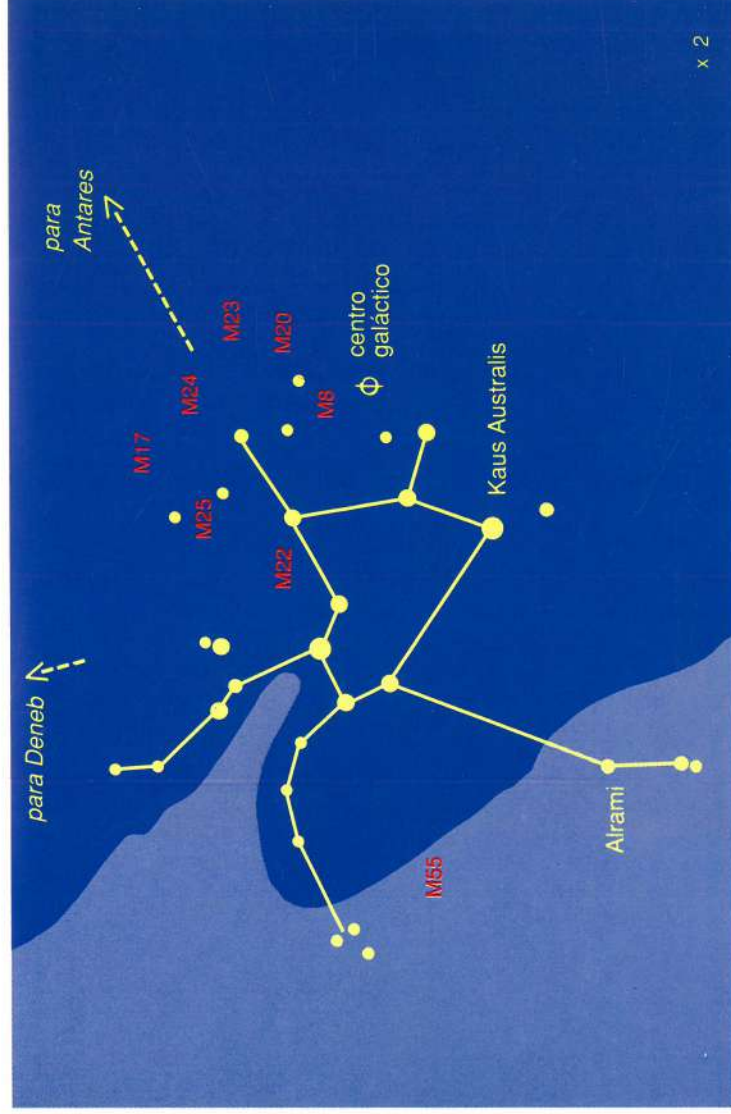 para Deneb
para
Antares
M17
M24
M25
M23
M22
M20
M8
Φ centro
galáctico
M55
Kaus Australis
Alrami
x 2